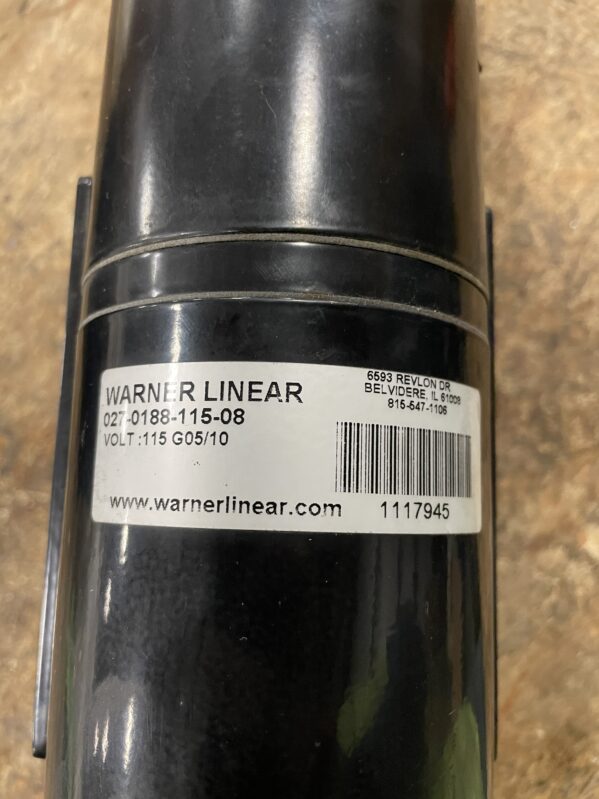 WARNER LINEAR
027-0188-115-08
VOLT :115 G05/10
6593 REVLON DR
BELVIDERE, IL 61008
815-547-1106
www.warnerlinear.com
1117945